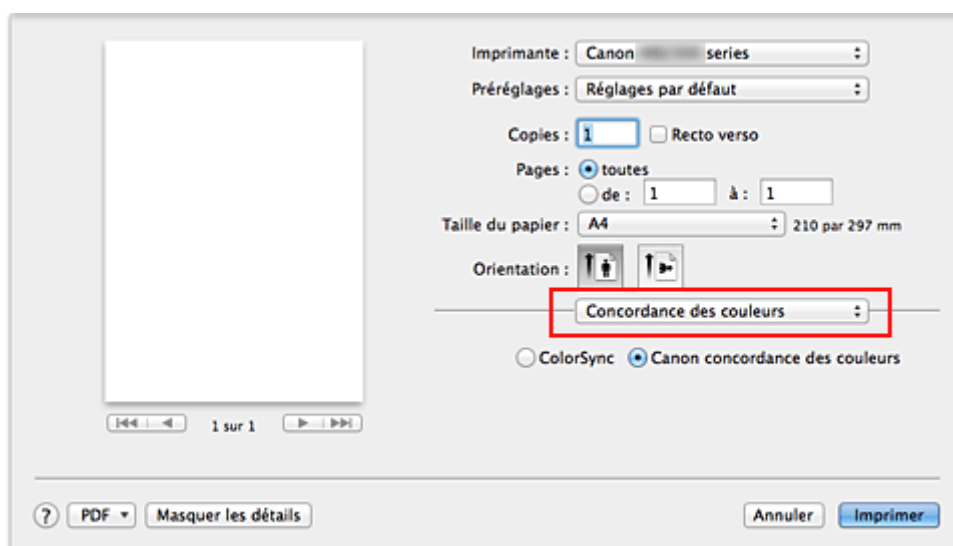 Imprimante : Canon series
Préréglages : Réglages par défaut
Copies : 1 Recto verso
Pages : toutes
de : 1 à : 1
Taille du papier : A4 210 par 297 mm
Orientation :
Concordance des couleurs
ColorSync Canon concordance des couleurs
1 sur 1
? PDF Masquer les détails Annuler Imprimer